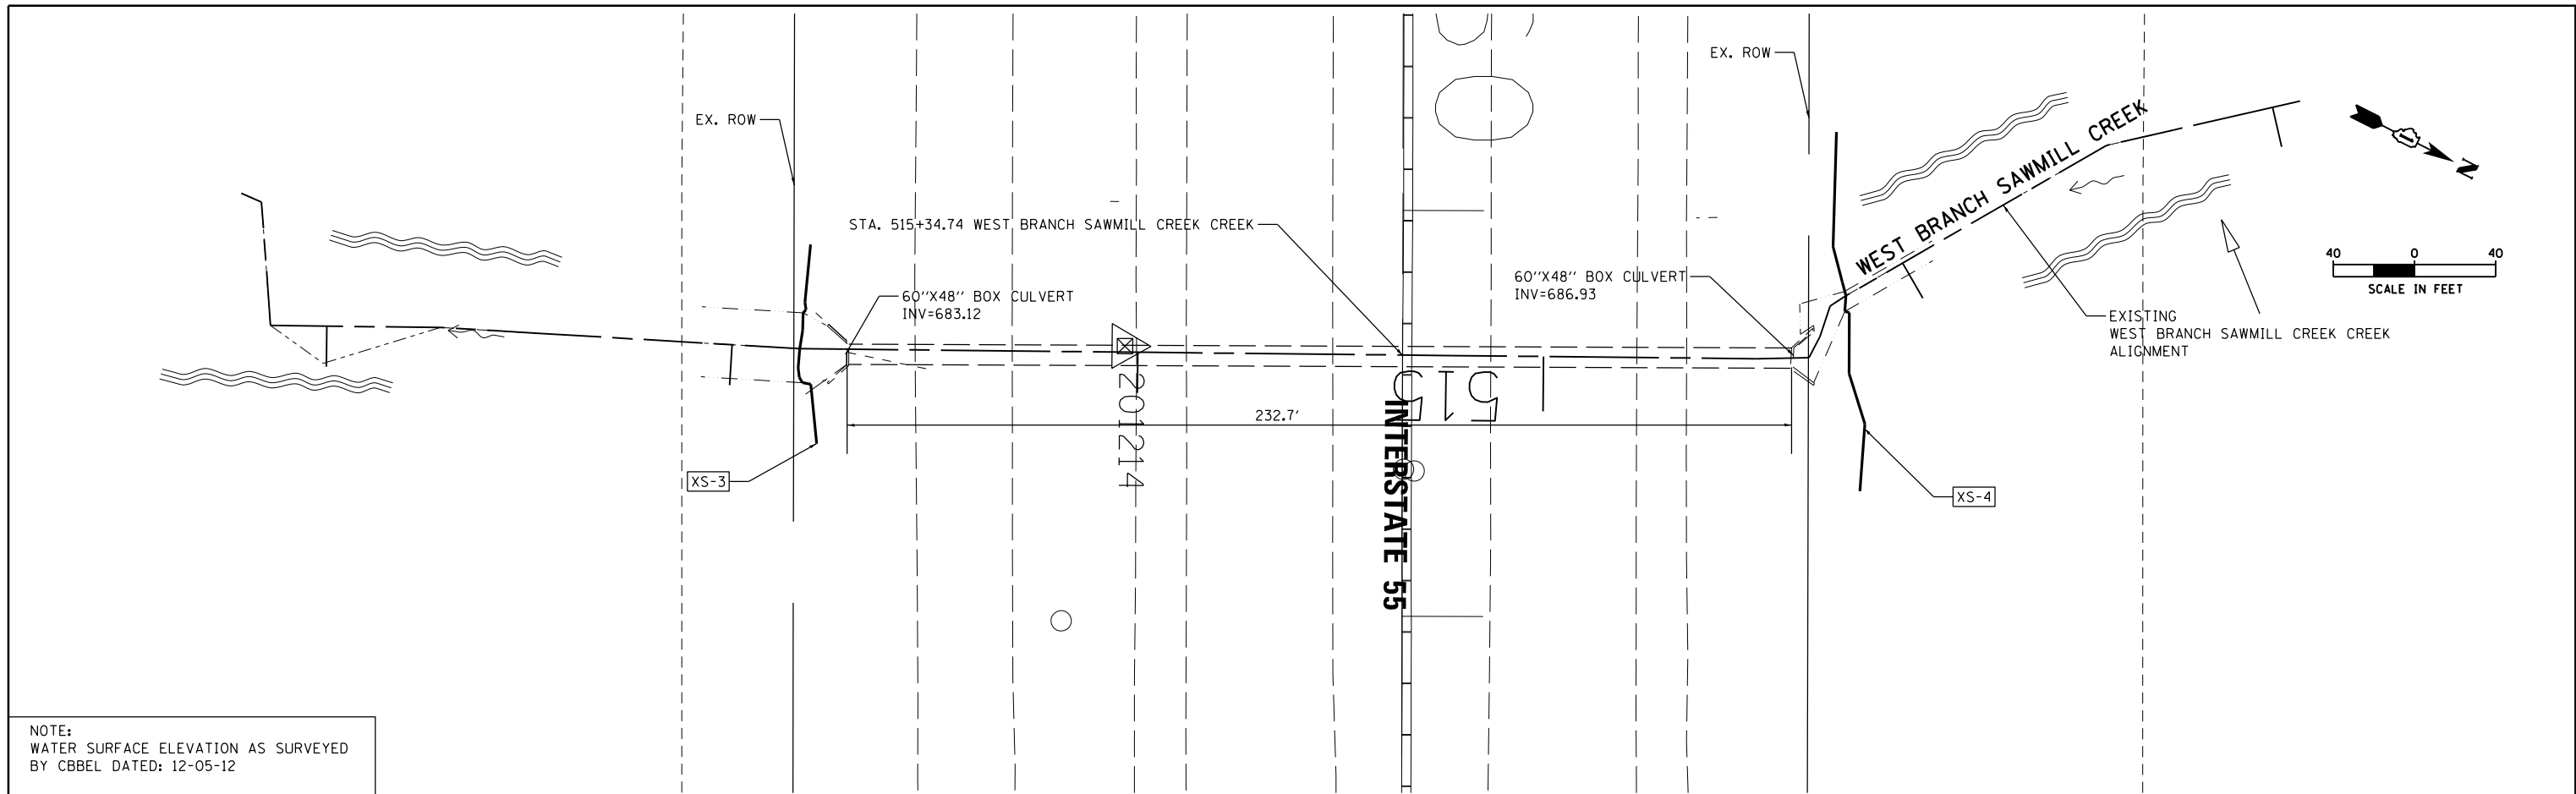 EX. ROW
EX. ROW
WEST BRANCH SAWMILL CREEK
N
STA. 515+34.74 WEST BRANCH SAWMILL CREEK CREEK
40 0 40
SCALE IN FEET
60"X48" BOX CULVERT
INV=683.12
60"X48" BOX CULVERT
INV=686.93
EXISTING
WEST BRANCH SAWMILL CREEK CREEK
ALIGNMENT
515
201214
232.7'
INTERSTATE 55
XS-3
XS-4
NOTE:
WATER SURFACE ELEVATION AS SURVEYED
BY CBBEL DATED: 12-05-12